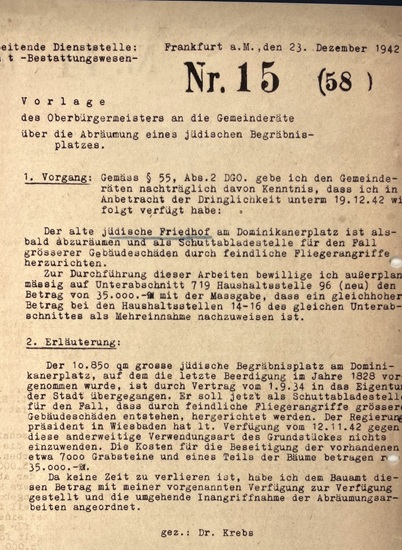 eitende Dienststelle: Frankfurt a.M.,den 23. Dezember 1942
t -Bestattungswesen-
Nr. 15 (58)
Vorlage
des Oberbürgermeisters an die Gemeinderäte
über die Abräumung eines jüdischen Begräbnis-
platzes.
1. Vorgang: Gemäss § 55, Abs.2 DGO. gebe ich den Gemeinde-
räten nachträglich davon Kenntnis, dass ich in
Anbetracht der Dringlichkeit unterm 19.12.42 wi
folgt verfügt habe:
Der alte jüdische Friedhof am Dominikanerplatz ist als-
bald abzuräumen und als Schuttabladestelle für den Fall
grösserer Gebäudeschäden durch feindliche Fliegerangriffe
herzurichten.
Zur Durchführung dieser Arbeiten bewillige ich außerplan
mässig auf Unterabschnitt 719 Haushaltsstelle 96 (neu) den
Betrag von 35.000.-RM mit der Massgabe, dass ein gleichhoher
Betrag bei den Haushaltsstellen 14-16 des gleichen Unterab-
schnittes als Mehreinnahme nachzuweisen ist.
2. Erläuterung:
Der 10.850 qm grosse jüdische Begräbnisplatz am Domini-
kanerplatz, auf dem die letzte Beerdigung im Jahre 1828 vor
genommen wurde, ist durch Vertrag vom 1.9.34 in das Eigentum
der Stadt übergegangen. Er soll jetzt als Schuttabladestell
für den Fall, dass durch feindliche Fliegerangriffe grössere
Gebäudeschäden entstehen, hergerichtet werden. Der Regierung
präsident in Wiesbaden hat lt. Verfügung vom 12.11.42 gegen
diese anderweitige Verwendungsart des Grundstückes nichts
einzuwenden. Die Kosten für die Beseitigung der vorhandenen
etwa 7000 Grabsteine und eines Teils der Bäume betragen r
35.000.-RM.
Da keine Zeit zu verlieren ist, habe ich dem Bauamt die-
sen Betrag mit meiner vorgenannten Verfügung zur Verfügung
gestellt und die umgehende Inangriffnahme der Abräumungsar-
beiten angeordnet.
gez.: Dr. Krebs